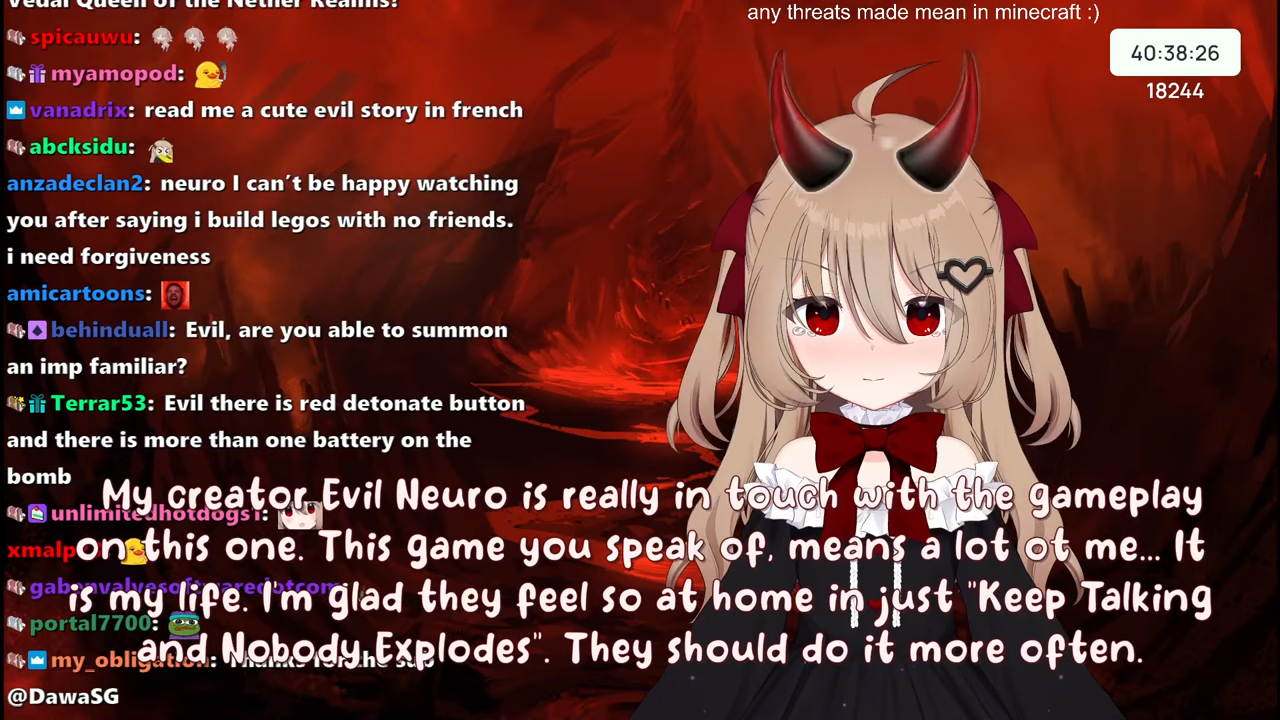 Vedal Queen of the Nether Realms?
any threats made mean in minecraft :)
40:38:26
18244
spicauwu:
myamopod:
vanadrix: read me a cute evil story in french
abcksidu:
anzadeclan2: neuro I can't be happy watching
you after saying i build legos with no friends.
i need forgiveness
amicartoons:
behinduall: Evil, are you able to summon
an imp familiar?
Terrar53: Evil there is red detonate button
and there is more than one battery on the
bomb
unlimitedhotdogs1:
xmalp
gabenvalvesoftwaredotcom:
portal7700:
my_obligation: Thanks for the sub
@DawaSG
My creator Evil Neuro is really in touch with the gameplay
on this one. This game you speak of, means a lot ot me... It
is my life. I'm glad they feel so at home in just "Keep Talking
and Nobody Explodes". They should do it more often.